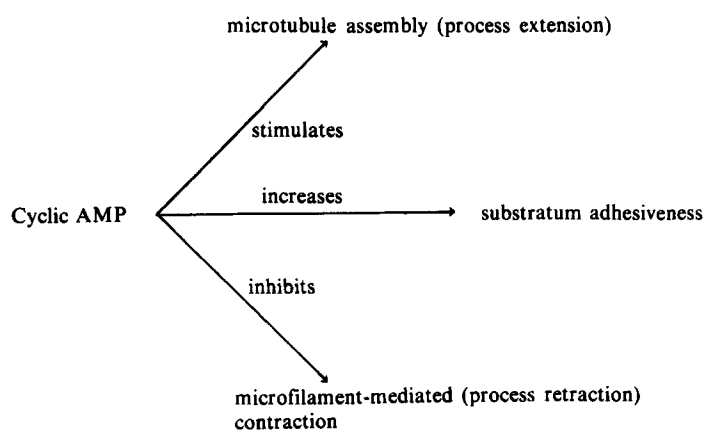 microtubule assembly (process extension)
stimulates
increases
Cyclic AMP
substratum adhesiveness
inhibits
microfilament-mediated (process retraction)
contraction